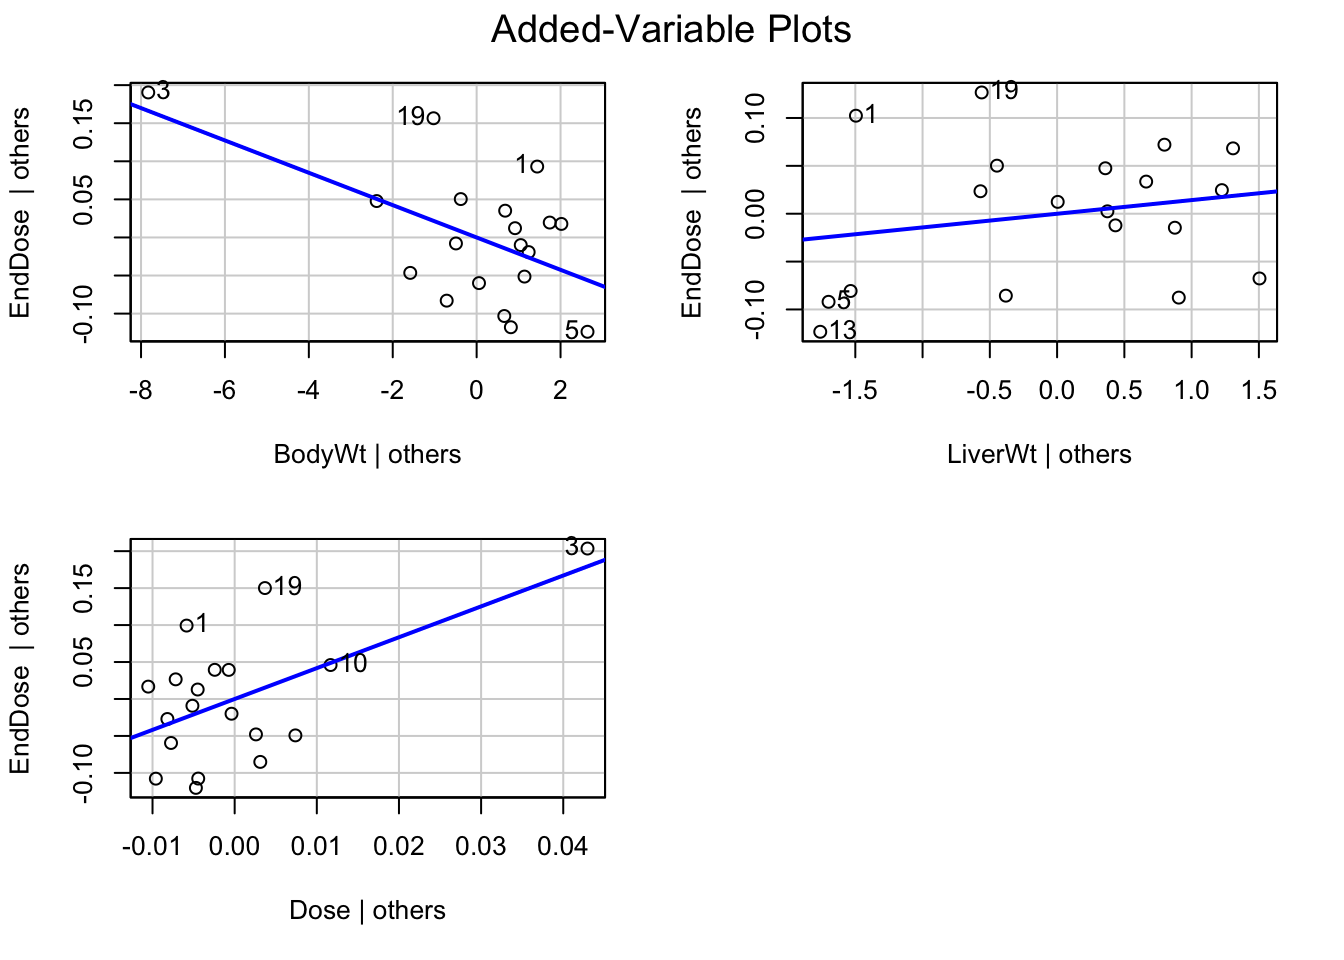 Added-Variable Plots
EndDose | others
0.15
0.05
-0.10
3
19
1
5
-8 -6 -4 -2 0 2
BodyWt | others
EndDose | others
0.10
0.00
-0.10
19
1
5
13
-1.5 -0.5 0.0 0.5 1.0 1.5
LiverWt | others
EndDose | others
0.15
0.05
-0.10
3
19
1
10
-0.01 0.00 0.01 0.02 0.03 0.04
Dose | others